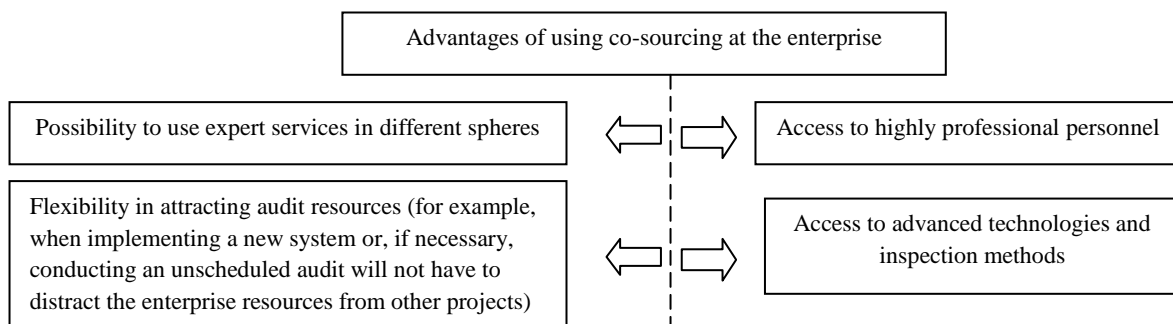 Advantages of using co-sourcing at the enterprise
Possibility to use expert services in different spheres
Access to highly professional personnel
Flexibility in attracting audit resources (for example,
when implementing a new system or, if necessary,
conducting an unscheduled audit will not have to
distract the enterprise resources from other projects)
Access to advanced technologies and
inspection methods